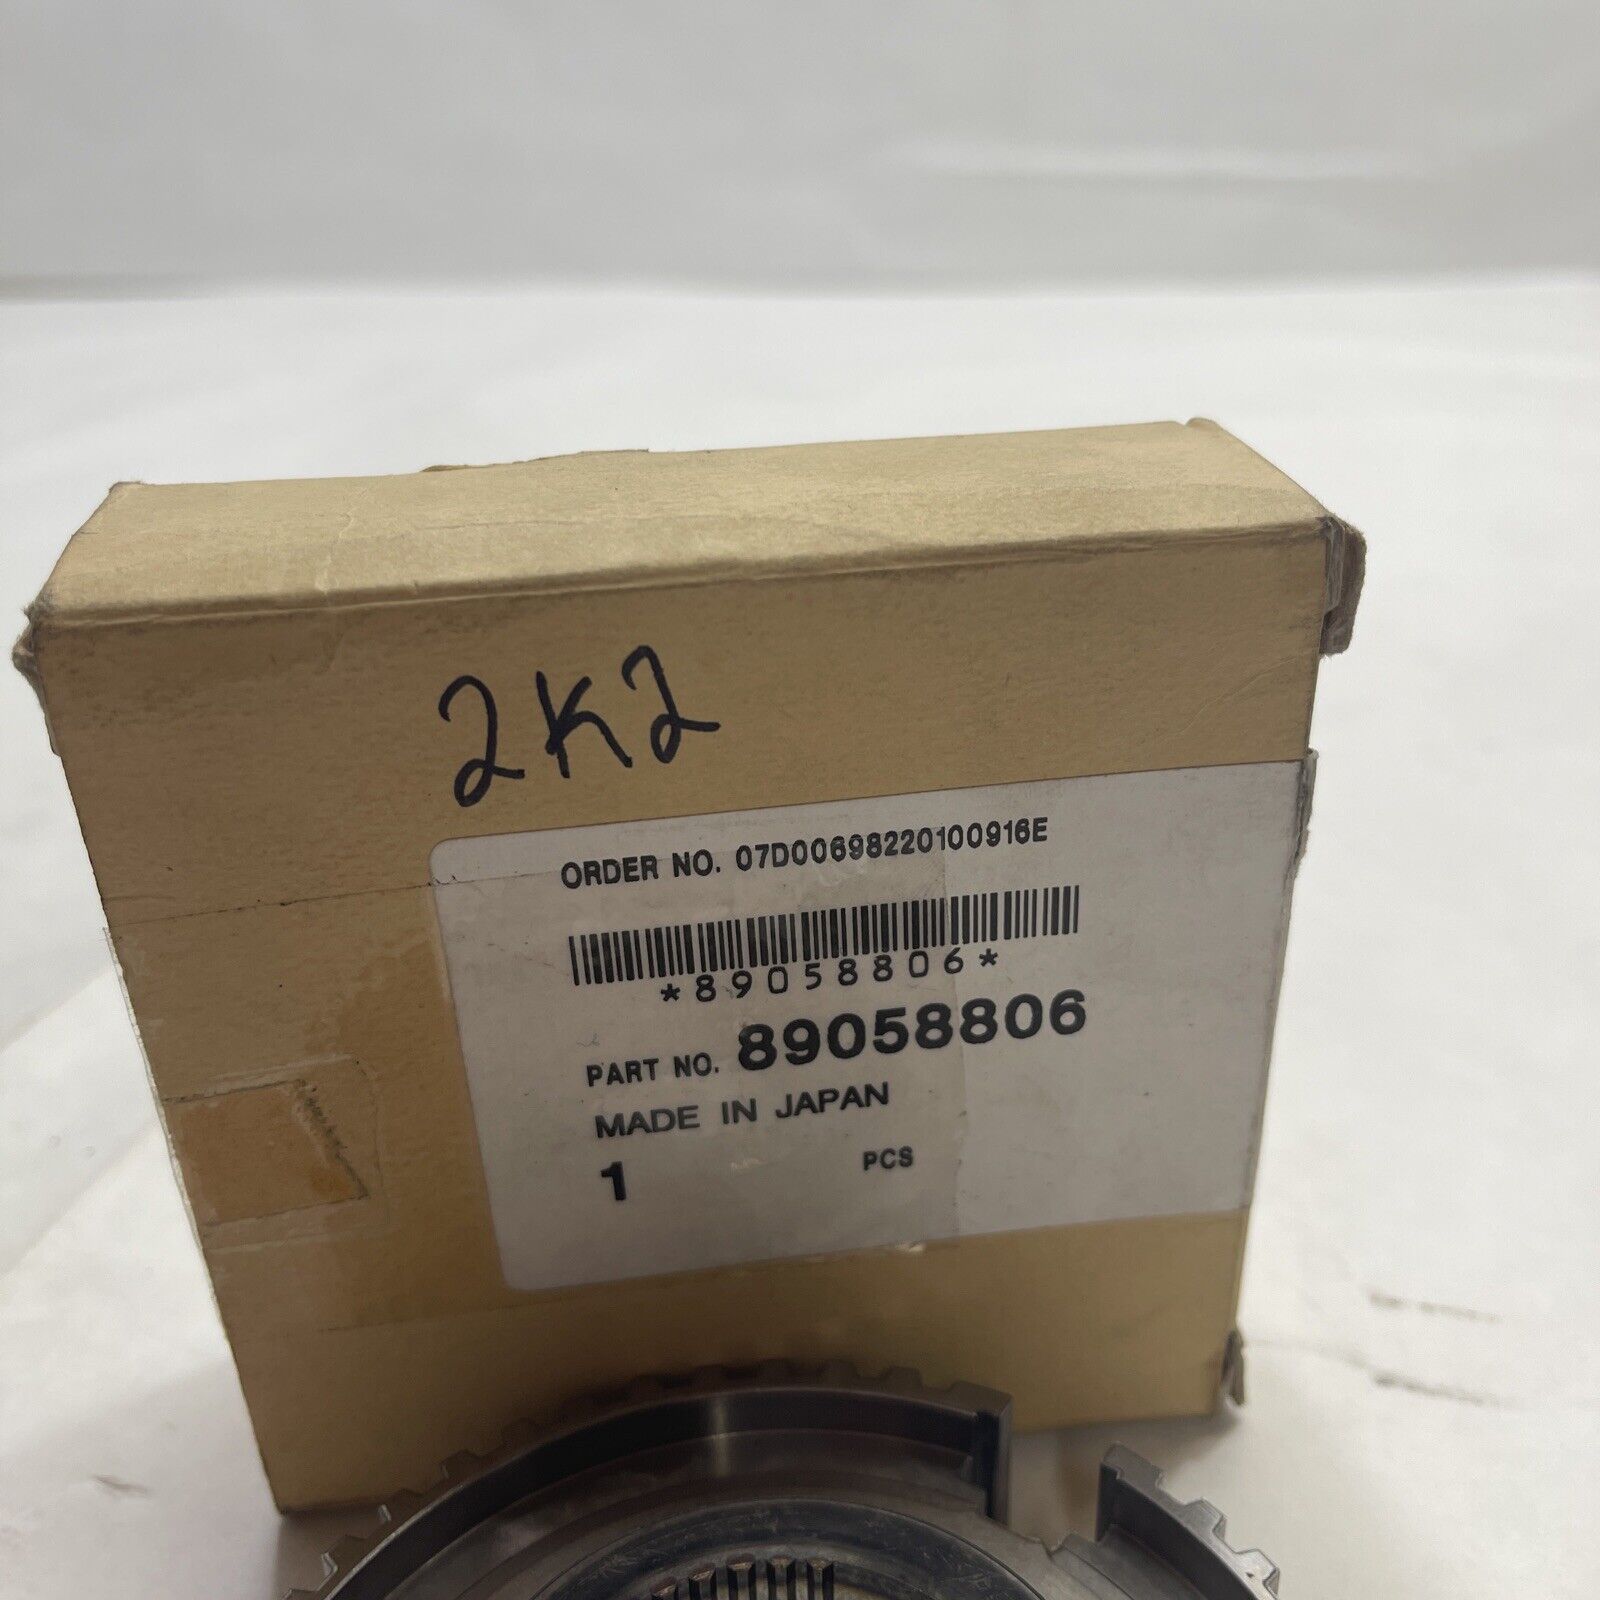 2K2
ORDER NO. 07D00698220100916E
*89058806*
PART NO. 89058806
MADE IN JAPAN
1 PCS